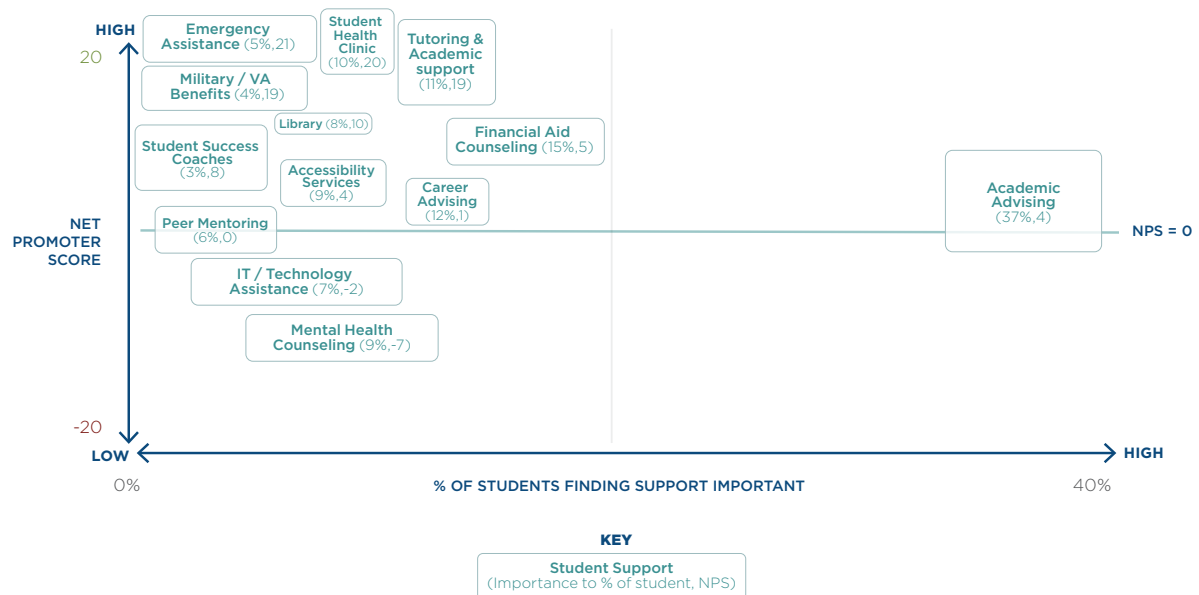 HIGH
20
Emergency
Assistance (5%,21)
Student
Health
Clinic
(10%,20)
Tutoring &
Academic
support
(11%,19)
Military / VA
Benefits (4%,19)
Library (8%,10)
Financial Aid
Counseling (15%,5)
Student Success
Coaches
(3%,8)
Accessibility
Services
(9%,4)
Career
Advising
(12%,1)
Academic
Advising
(37%,4)
NET
PROMOTER
SCORE
Peer Mentoring
(6%,0)
NPS = 0
IT / Technology
Assistance (7%,-2)
Mental Health
Counseling (9%,-7)
-20
LOW
HIGH
0%
% OF STUDENTS FINDING SUPPORT IMPORTANT
40%
KEY
Student Support
(Importance to % of student, NPS)